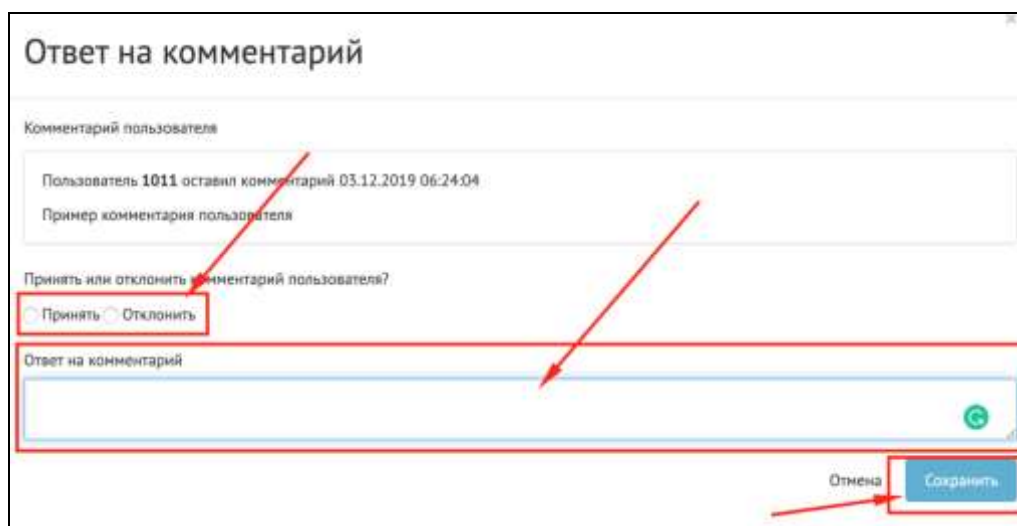 Ответ на комментарий
Комментарий пользователя
Пользователь 1011 оставил комментарий 03.12.2019 06:24:04
Пример комментария пользователя
Принять или отклонить комментарий пользователя?
Принять Отклонить
Ответ на комментарий
Отмена Сохранить